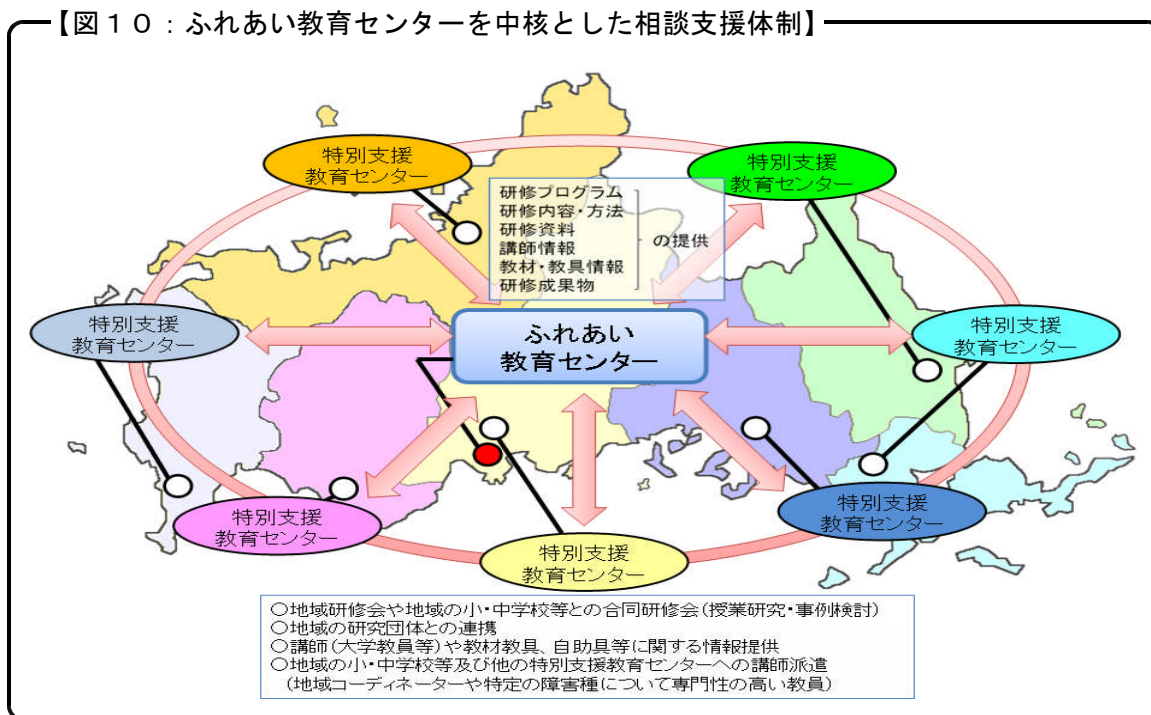 【図10：ふれあい教育センターを中核とした相談支援体制】
特別支援
教育センター
特別支援
教育センター
研修プログラム
研修内容・方法
研修資料
講師情報
教材・教具情報
研修成果物
の提供
特別支援
教育センター
ふれあい
教育センター
特別支援
教育センター
特別支援
教育センター
特別支援
教育センター
特別支援
教育センター
○地域研修会や地域の小・中学校等との合同研修会(授業研究・事例検討)
○地域の研究団体との連携
○講師(大学教員等)や教材教具、自助具等に関する情報提供
○地域の小・中学校等及び他の特別支援教育センターへの講師派遣
(地域コーディネーターや特定の障害種について専門性の高い教員)